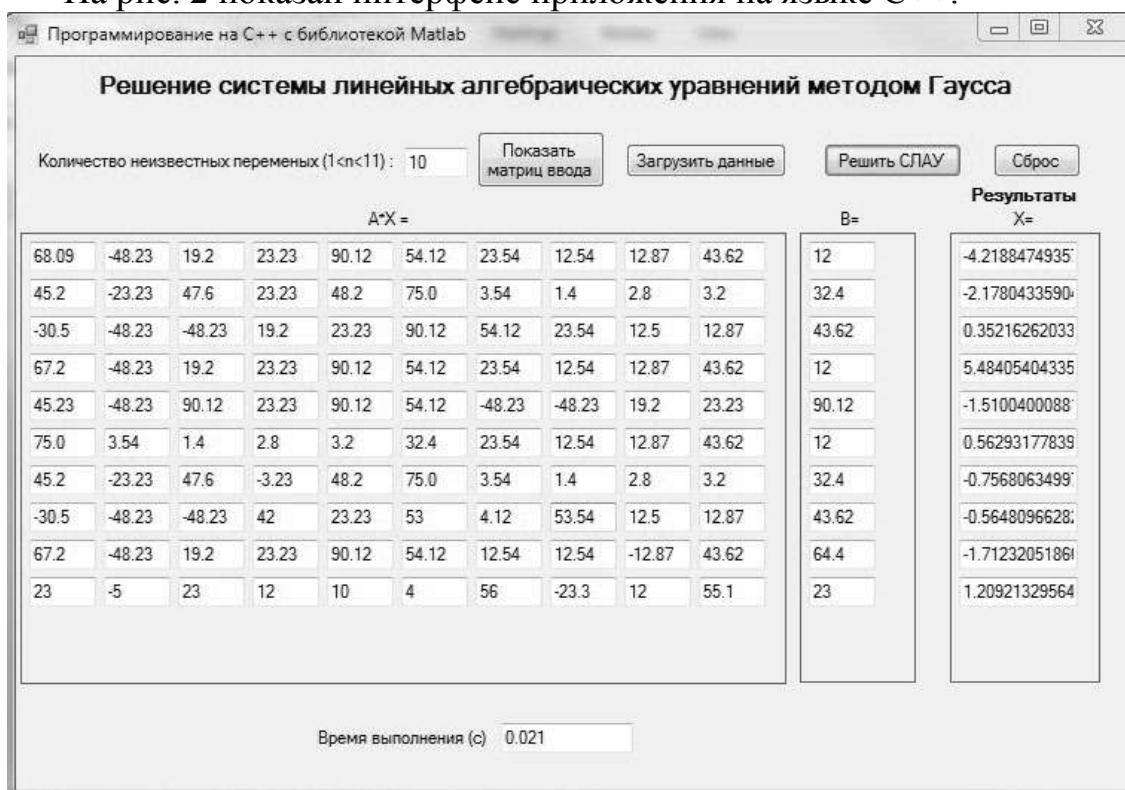 На рис. 2 показан интерфейс приложения на языке C++.
Программирование на C++ с библиотекой Matlab
Решение системы линейных алгебраических уравнений методом Гаусса
Количество неизвестных переменых (1<n<11) : 10 Показать матриц ввода Загрузить данные Решить СЛАУ Сброс
Результаты
A*X = B= X=
68.09 -48.23 19.2 23.23 90.12 54.12 23.54 12.54 12.87 43.62 12 -4.2188474935
45.2 -23.23 47.6 23.23 48.2 75.0 3.54 1.4 2.8 3.2 32.4 -2.1780433590
-30.5 -48.23 -48.23 19.2 23.23 90.12 54.12 23.54 12.5 12.87 43.62 0.35216262033
67.2 -48.23 19.2 23.23 90.12 54.12 23.54 12.54 12.87 43.62 12 5.48405404335
45.23 -48.23 90.12 23.23 90.12 54.12 -48.23 -48.23 19.2 23.23 90.12 -1.5100400088
75.0 3.54 1.4 2.8 3.2 32.4 23.54 12.54 12.87 43.62 12 0.56293177839
45.2 -23.23 47.6 -3.23 48.2 75.0 3.54 1.4 2.8 3.2 32.4 -0.7568063499
-30.5 -48.23 -48.23 42 23.23 53 4.12 53.54 12.5 12.87 43.62 -0.5648096628
67.2 -48.23 19.2 23.23 90.12 54.12 12.54 12.54 -12.87 43.62 64.4 -1.7123205186
23 -5 23 12 10 4 56 -23.3 12 55.1 23 1.20921329564
Время выполнения (с) 0.021